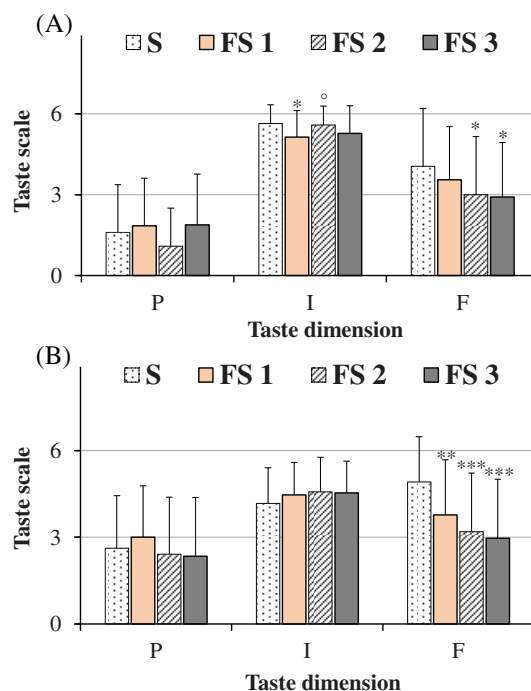 (A)
S FS 1 FS 2 FS 3
Taste scale
6
3
0
* ° * *
P I F
Taste dimension
(B)
S FS 1 FS 2 FS 3
Taste scale
6
3
0
** *** ***
P I F
Taste dimension